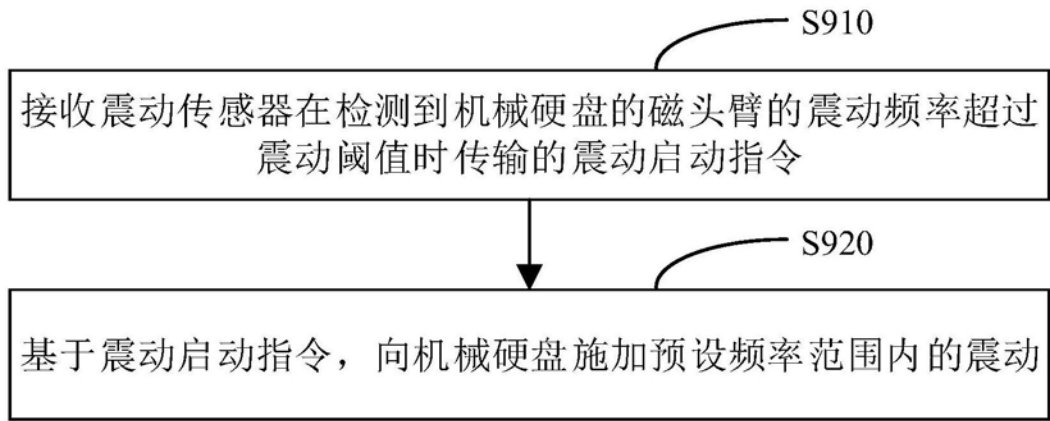 S910
接收震动传感器在检测到机械硬盘的磁头臂的震动频率超过
震动阈值时传输的震动启动指令
S920
基于震动启动指令，向机械硬盘施加预设频率范围内的震动